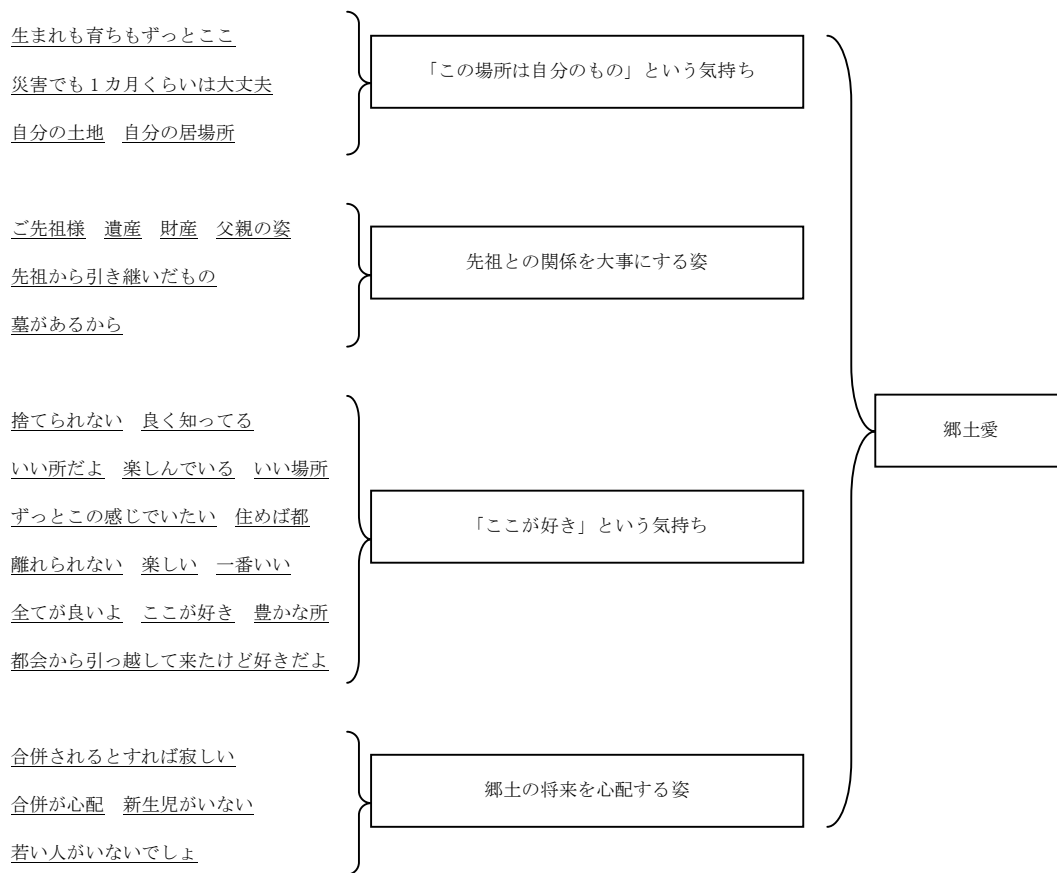 生まれも育ちもずっとここ
災害でも1カ月くらいは大丈夫
自分の土地　自分の居場所
「この場所は自分のもの」という気持ち
ご先祖様　遺産　財産　父親の姿
先祖から引き継いだもの
墓があるから
先祖との関係を大事にする姿
捨てられない　良く知ってる
いい所だよ　楽しんでいる　いい場所
ずっとこの感じでいたい　住めば都
離れられない　楽しい　一番いい
全てが良いよ　ここが好き　豊かな所
都会から引っ越して来たけど好きだよ
「ここが好き」という気持ち
合併されるとすれば寂しい
合併が心配　新生児がいない
若い人がいないでしょ
郷土の将来を心配する姿
郷土愛